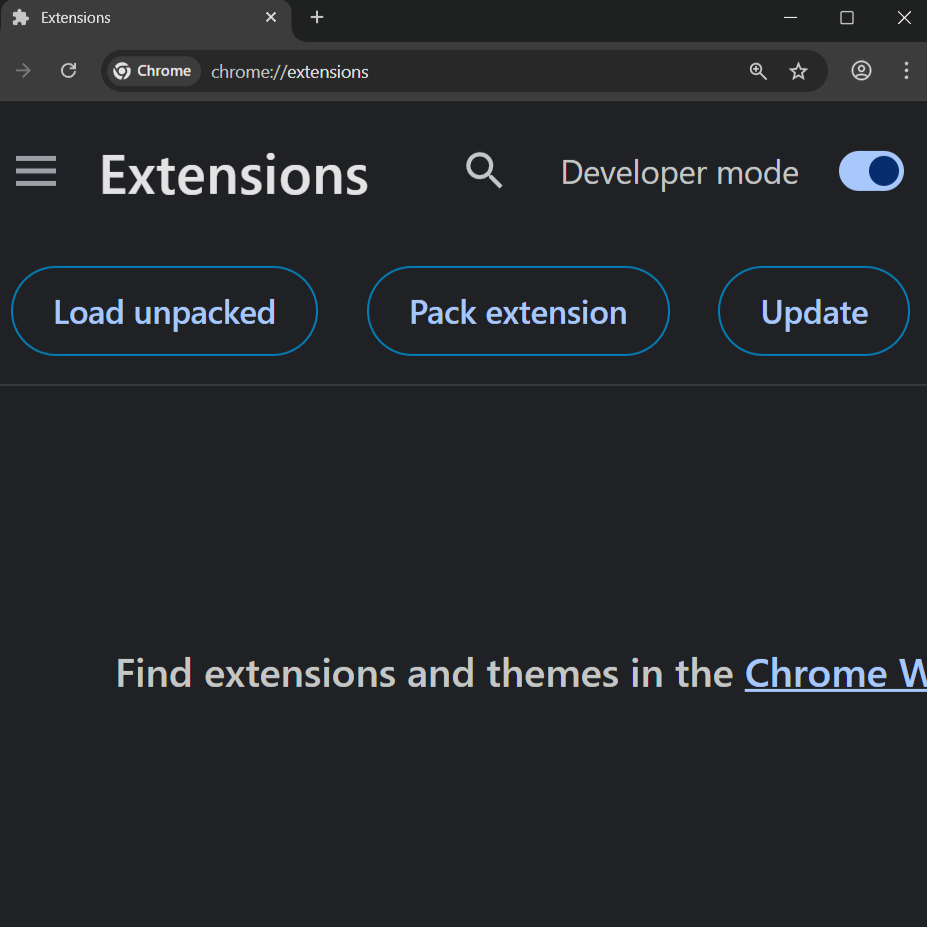 Extensions
Chrome chrome://extensions
Extensions Developer mode
Load unpacked Pack extension Update
Find extensions and themes in the Chrome W